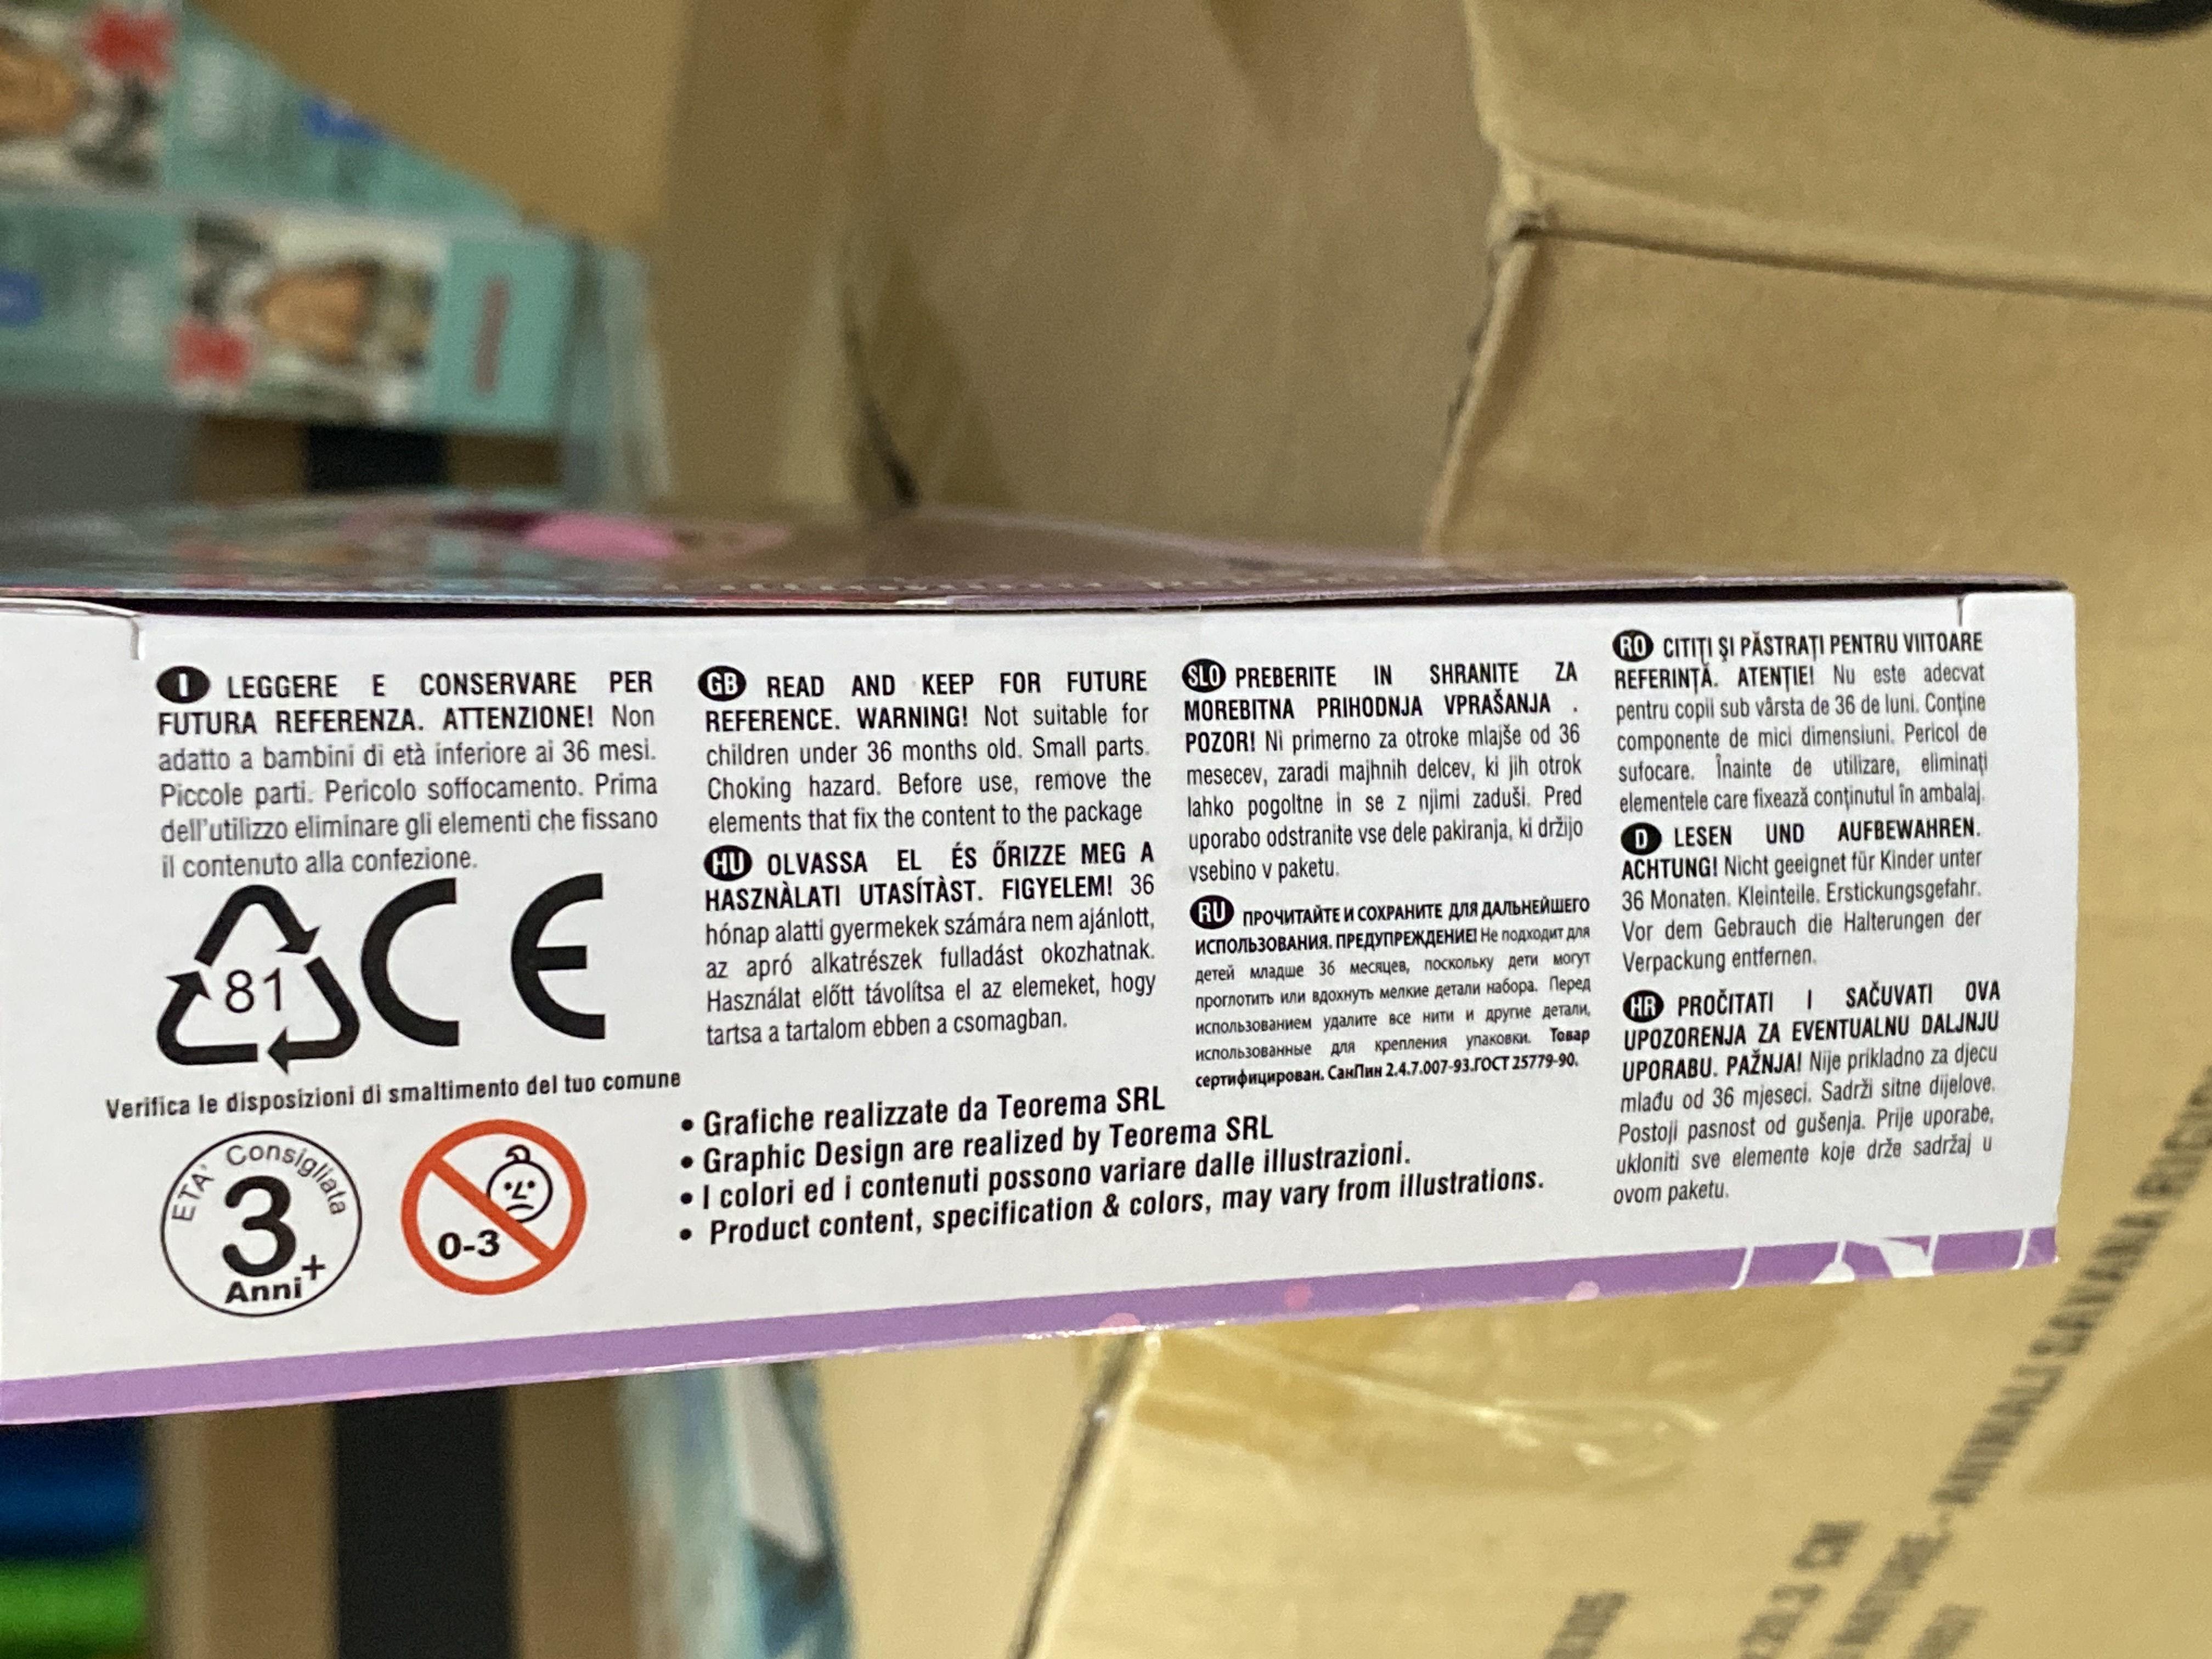 I LEGGERE E CONSERVARE PER
FUTURA REFERENZA. ATTENZIONE! Non
adatto a bambini di età inferiore ai 36 mesi.
Piccole parti. Pericolo soffocamento. Prima
dell'utilizzo eliminare gli elementi che fissano
il contenuto alla confezione.
81
CE
Verifica le disposizioni di smaltimento del tuo comune
ETA' Consigliata
3+
Anni
0-3
GB READ AND KEEP FOR FUTURE
REFERENCE. WARNING! Not suitable for
children under 36 months old. Small parts.
Choking hazard. Before use, remove the
elements that fix the content to the package
HU OLVASSA EL ÉS ŐRIZZE MEG A
HASZNÀLATI UTASÍTÀST. FIGYELEM! 36
hónap alatti gyermekek számára nem ajánlott,
az apró alkatrészek fulladást okozhatnak.
Használat előtt távolítsa el az elemeket, hogy
tartsa a tartalom ebben a csomagban.
SLO PREBERITE IN SHRANITE ZA
MOREBITNA PRIHODNJA VPRAŠANJA .
POZOR! Ni primerno za otroke mlajše od 36
mesecev, zaradi majhnih delcev, ki jih otrok
lahko pogoltne in se z njimi zaduši. Pred
uporabo odstranite vse dele pakiranja, ki držijo
vsebino v paketu.
RU ПРОЧИТАЙТЕ И СОХРАНИТЕ ДЛЯ ДАЛЬНЕЙШЕГО
ИСПОЛЬЗОВАНИЯ. ПРЕДУПРЕЖДЕНИЕ! Не подходит для
детей младше 36 месяцев, поскольку дети могут
проглотить или вдохнуть мелкие детали набора. Перед
использованием удалите все нити и другие детали,
использованные для крепления упаковки. Товар
сертифицирован. СанПин 2.4.7.007-93.ГОСТ 25779-90.
• Grafiche realizzate da Teorema SRL
• Graphic Design are realized by Teorema SRL
• I colori ed i contenuti possono variare dalle illustrazioni.
• Product content, specification & colors, may vary from illustrations.
RO CITIȚI ȘI PĂSTRAȚI PENTRU VIITOARE
REFERINȚĂ. ATENȚIE! Nu este adecvat
pentru copii sub vârsta de 36 de luni. Conține
componente de mici dimensiuni. Pericol de
sufocare. Înainte de utilizare, eliminați
elementele care fixează conținutul în ambalaj.
D LESEN UND AUFBEWAHREN.
ACHTUNG! Nicht geeignet für Kinder unter
36 Monaten. Kleinteile. Erstickungsgefahr.
Vor dem Gebrauch die Halterungen der
Verpackung entfernen.
HR PROČITATI I SAČUVATI OVA
UPOZORENJA ZA EVENTUALNU DALJNJU
UPORABU. PAŽNJA! Nije prikladno za djecu
mlađu od 36 mjeseci. Sadrži sitne dijelove.
Postoji pasnost od gušenja. Prije uporabe,
ukloniti sve elemente koje drže sadržaj u
ovom paketu.
NATURE - ANIMALI SAVANA RIGID
20.3 CM